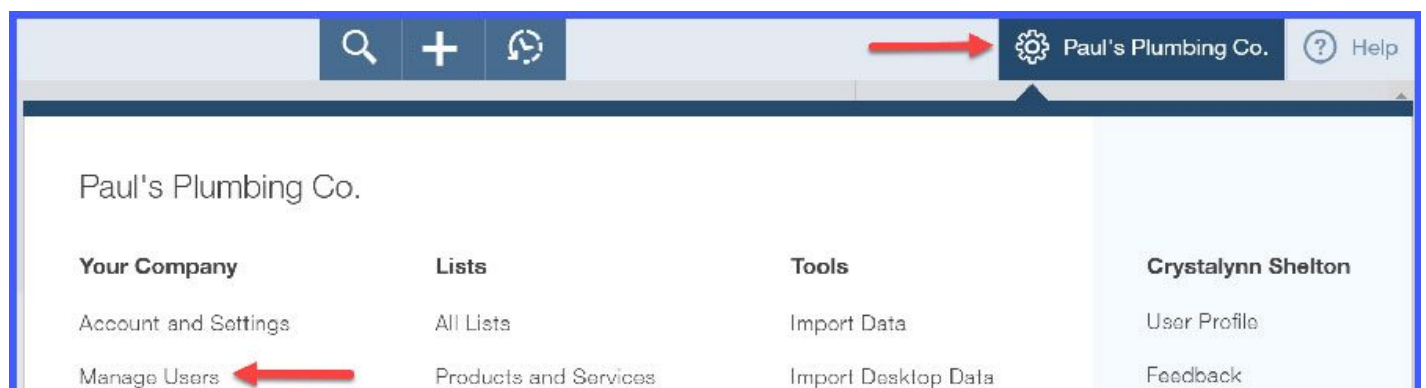 Paul's Plumbing Co.
Help
Paul's Plumbing Co.
Your Company
Lists
Tools
Crystalynn Shelton
Account and Settings
All Lists
Import Data
User Profile
Manage Users
Products and Services
Import Desktop Data
Feedback